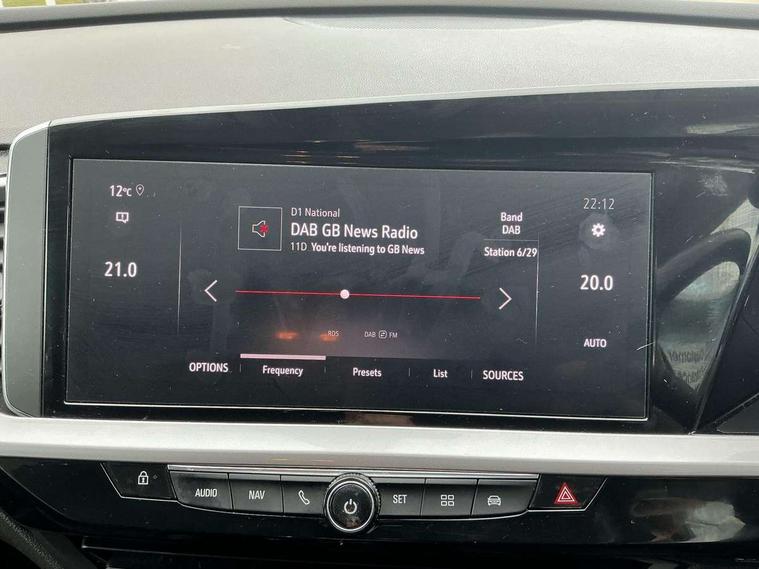 12°C
22:12
D1 National
DAB GB News Radio
11D You're listening to GB News
Band
DAB
Station 6/29
21.0
20.0
RDS
DAB FM
AUTO
OPTIONS
Frequency
Presets
List
SOURCES
AUDIO
NAV
SET